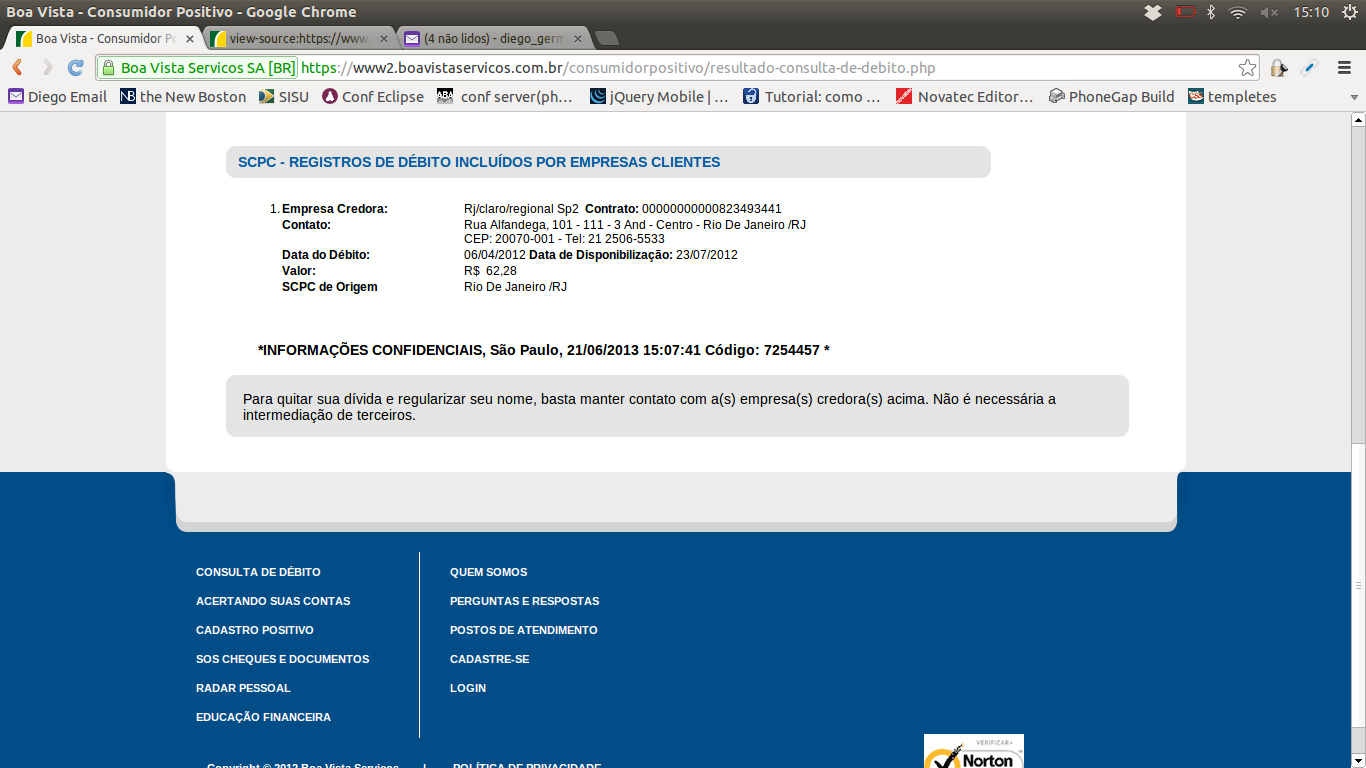 Boa Vista - Consumidor Positivo - Google Chrome
15:10
Boa Vista - Consumidor Po
view-source:https://www
(4 não lidos) - diego_germ
Boa Vista Servicos SA [BR] https://www2.boavistaservicos.com.br/consumidorpositivo/resultado-consulta-de-debito.php
Diego Email
the New Boston
SISU
Conf Eclipse
conf server(ph...
jQuery Mobile | ...
Tutorial: como ...
Novatec Editor...
PhoneGap Build
templetes
SCPC - REGISTROS DE DÉBITO INCLUÍDOS POR EMPRESAS CLIENTES
1. Empresa Credora: Rj/claro/regional Sp2 Contrato: 00000000000823493441
Contato: Rua Alfandega, 101 - 111 - 3 And - Centro - Rio De Janeiro /RJ
CEP: 20070-001 - Tel: 21 2506-5533
Data do Débito: 06/04/2012 Data de Disponibilização: 23/07/2012
Valor: R$ 62,28
SCPC de Origem Rio De Janeiro /RJ
*INFORMAÇÕES CONFIDENCIAIS, São Paulo, 21/06/2013 15:07:41 Código: 7254457 *
Para quitar sua dívida e regularizar seu nome, basta manter contato com a(s) empresa(s) credora(s) acima. Não é necessária a
intermediação de terceiros.
CONSULTA DE DÉBITO
ACERTANDO SUAS CONTAS
CADASTRO POSITIVO
SOS CHEQUES E DOCUMENTOS
RADAR PESSOAL
EDUCAÇÃO FINANCEIRA
QUEM SOMOS
PERGUNTAS E RESPOSTAS
POSTOS DE ATENDIMENTO
CADASTRE-SE
LOGIN
VERIFICAR
Norton
Copyright © 2012 Boa Vista Serviços | POLÍTICA DE PRIVACIDADE